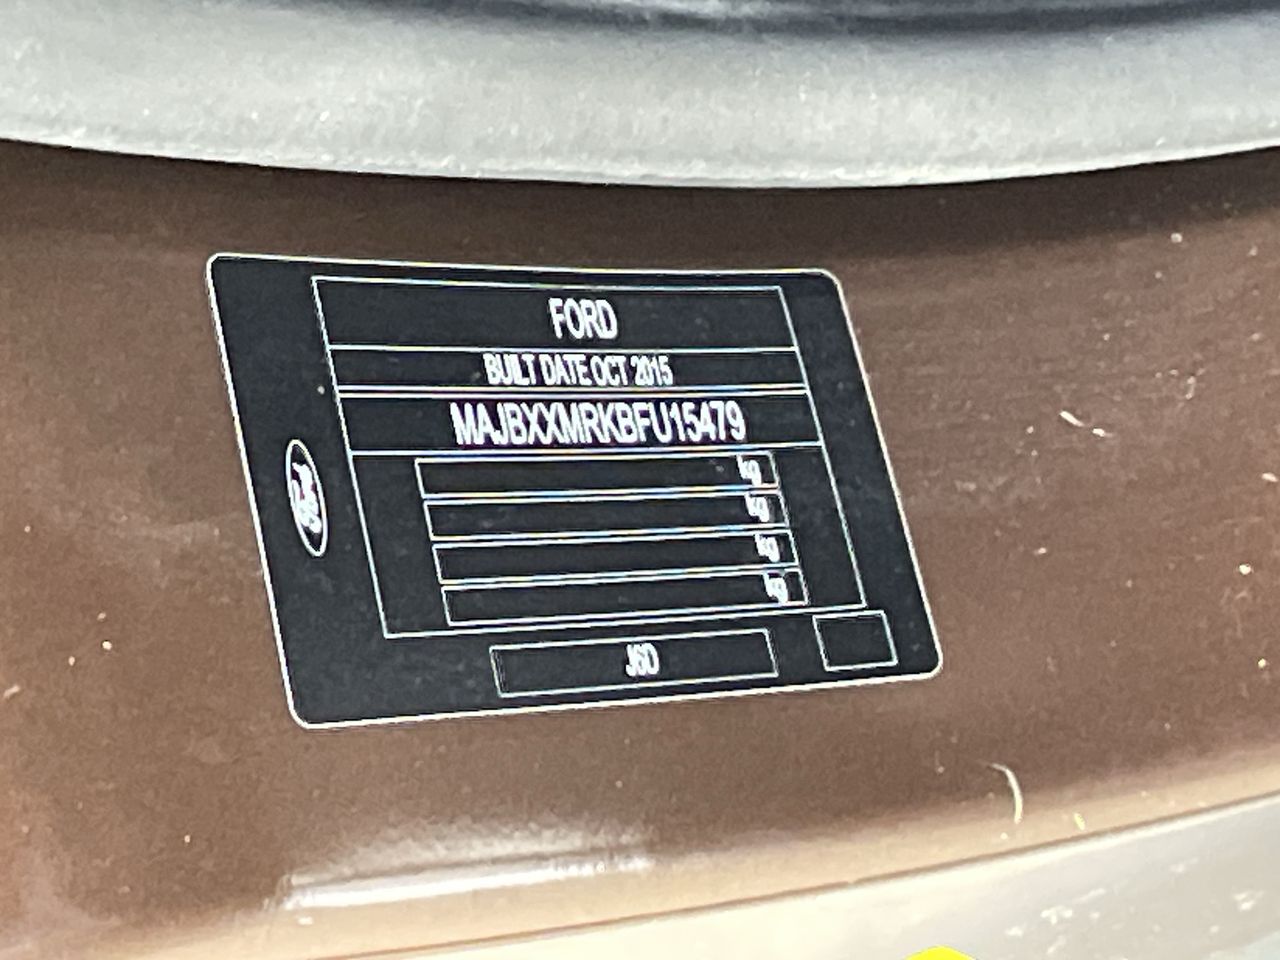 FORD
BUILT DATE OCT 2015
MAJBXXMRKBFU15479
kg
kg
kg
kg
J6D